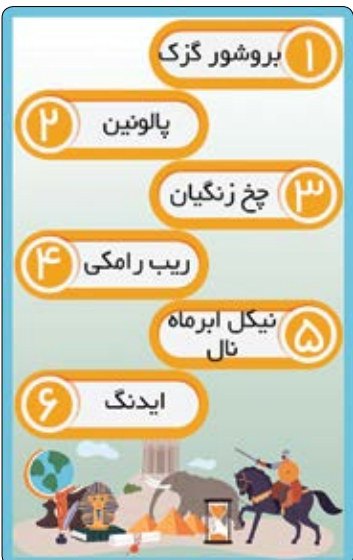 ۱ بروشور گزک
۲ پالونین
۳ چخ زنگیان
۴ ریب رامکی
۵ نیکل ابرماه
نال
۶ ایدنگ